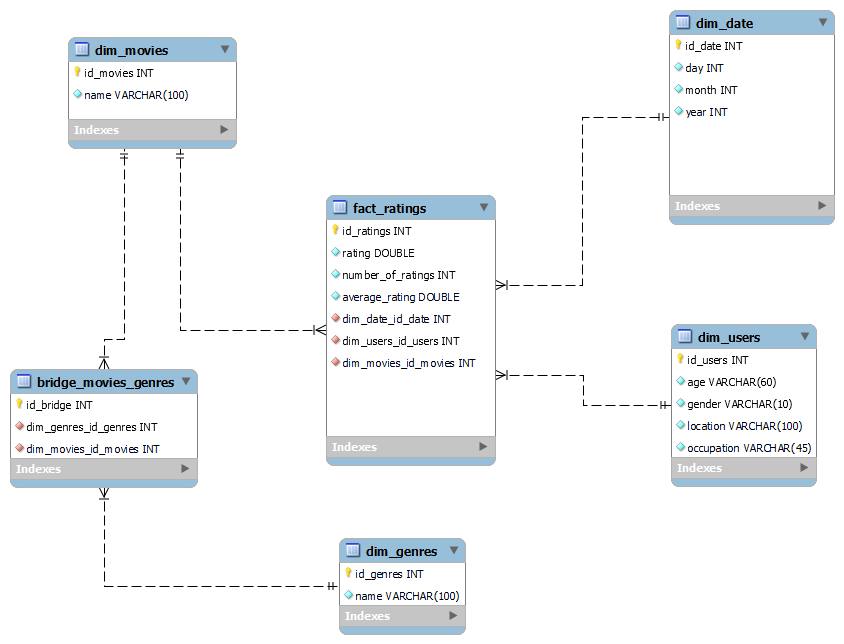 dim_movies
id_movies INT
name VARCHAR(100)
Indexes
dim_date
id_date INT
day INT
month INT
year INT
Indexes
fact_ratings
id_ratings INT
rating DOUBLE
number_of_ratings INT
average_rating DOUBLE
dim_date_id_date INT
dim_users_id_users INT
dim_movies_id_movies INT
Indexes
dim_users
id_users INT
age VARCHAR(60)
gender VARCHAR(10)
location VARCHAR(100)
occupation VARCHAR(45)
Indexes
bridge_movies_genres
id_bridge INT
dim_genres_id_genres INT
dim_movies_id_movies INT
Indexes
dim_genres
id_genres INT
name VARCHAR(100)
Indexes